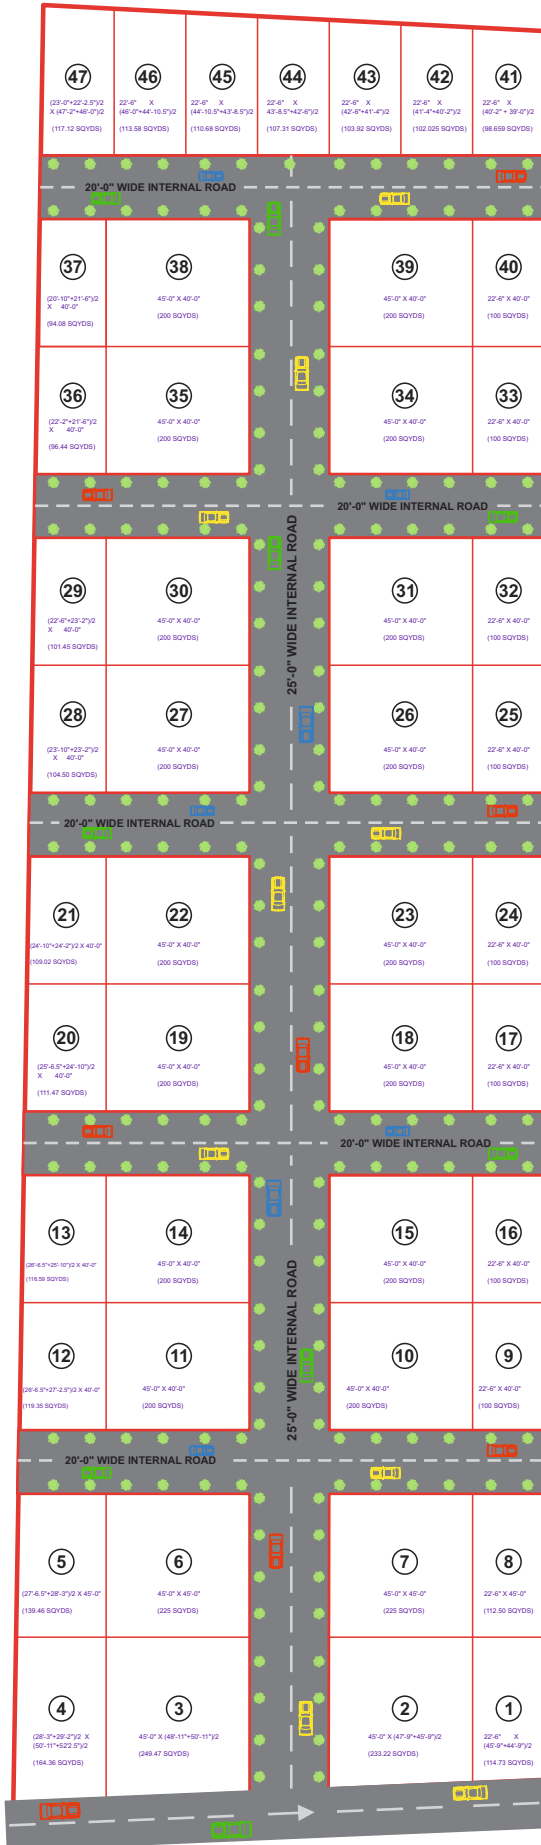 47
(23'-0"+22'-2.5")/2
X (47'-2"+46'-0")/2
(117.12 SQYDS)
46
22'-6" X
(46'-0"+44'-10.5")/2
(113.58 SQYDS)
45
22'-6" X
(44'-10.5"+43'-8.5")/2
(110.68 SQYDS)
44
22'-6" X
43'-8.5"+42'-6")/2
(107.31 SQYDS)
43
22'-6" X
(42'-6"+41'-4")/2
(103.92 SQYDS)
42
22'-6" X
(41'-4"+40'-2")/2
(102.025 SQYDS)
41
22'-6" X
(40'-2" + 39'-0")/2
(98.659 SQYDS)
20'-0" WIDE INTERNAL ROAD
37
(20'-10"+21'-6")/2
X 40'-0"
(94.08 SQYDS)
38
45'-0" X 40'-0"
(200 SQYDS)
39
45'-0" X 40'-0"
(200 SQYDS)
40
22'-6" X 40'-0"
(100 SQYDS)
36
(22'-2"+21'-6")/2
X 40'-0"
(96.44 SQYDS)
35
45'-0" X 40'-0"
(200 SQYDS)
34
45'-0" X 40'-0"
(200 SQYDS)
33
22'-6" X 40'-0"
(100 SQYDS)
20'-0" WIDE INTERNAL ROAD
25'-0" WIDE INTERNAL ROAD
29
(22'-6"+23'-2")/2
X 40'-0"
(101.45 SQYDS)
30
45'-0" X 40'-0"
(200 SQYDS)
31
45'-0" X 40'-0"
(200 SQYDS)
32
22'-6" X 40'-0"
(100 SQYDS)
28
(23'-10"+23'-2")/2
X 40'-0"
(104.50 SQYDS)
27
45'-0" X 40'-0"
(200 SQYDS)
26
45'-0" X 40'-0"
(200 SQYDS)
25
22'-6" X 40'-0"
(100 SQYDS)
20'-0" WIDE INTERNAL ROAD
21
(24'-10"+24'-2")/2 X 40'-0"
(109.02 SQYDS)
22
45'-0" X 40'-0"
(200 SQYDS)
23
45'-0" X 40'-0"
(200 SQYDS)
24
22'-6" X 40'-0"
(100 SQYDS)
20
(25'-6.5"+24'-10")/2
X 40'-0"
(111.47 SQYDS)
19
45'-0" X 40'-0"
(200 SQYDS)
18
45'-0" X 40'-0"
(200 SQYDS)
17
22'-6" X 40'-0"
(100 SQYDS)
20'-0" WIDE INTERNAL ROAD
13
(26'-6.5"+25'-10")/2 X 40'-0"
(116.59 SQYDS)
14
45'-0" X 40'-0"
(200 SQYDS)
15
45'-0" X 40'-0"
(200 SQYDS)
16
22'-6" X 40'-0"
(100 SQYDS)
25'-0" WIDE INTERNAL ROAD
12
(26'-6.5"+27'-2.5")/2 X 40'-0"
(119.35 SQYDS)
11
45'-0" X 40'-0"
(200 SQYDS)
10
45'-0" X 40'-0"
(200 SQYDS)
9
22'-6" X 40'-0"
(100 SQYDS)
20'-0" WIDE INTERNAL ROAD
5
(27'-6.5"+28'-3")/2 X 45'-0"
(139.46 SQYDS)
6
45'-0" X 45'-0"
(225 SQYDS)
7
45'-0" X 45'-0"
(225 SQYDS)
8
22'-6" X 45'-0"
(112.50 SQYDS)
4
(28'-3"+29'-2")/2 X
(50'-11"+52'2.5")/2
(164.36 SQYDS)
3
45'-0" X (48'-11"+50'-11")/2
(249.47 SQYDS)
2
45'-0" X (47'-9"+45'-9")/2
(233.22 SQYDS)
1
22'-6" X
(45'-9"+44'-9")/2
(114.73 SQYDS)